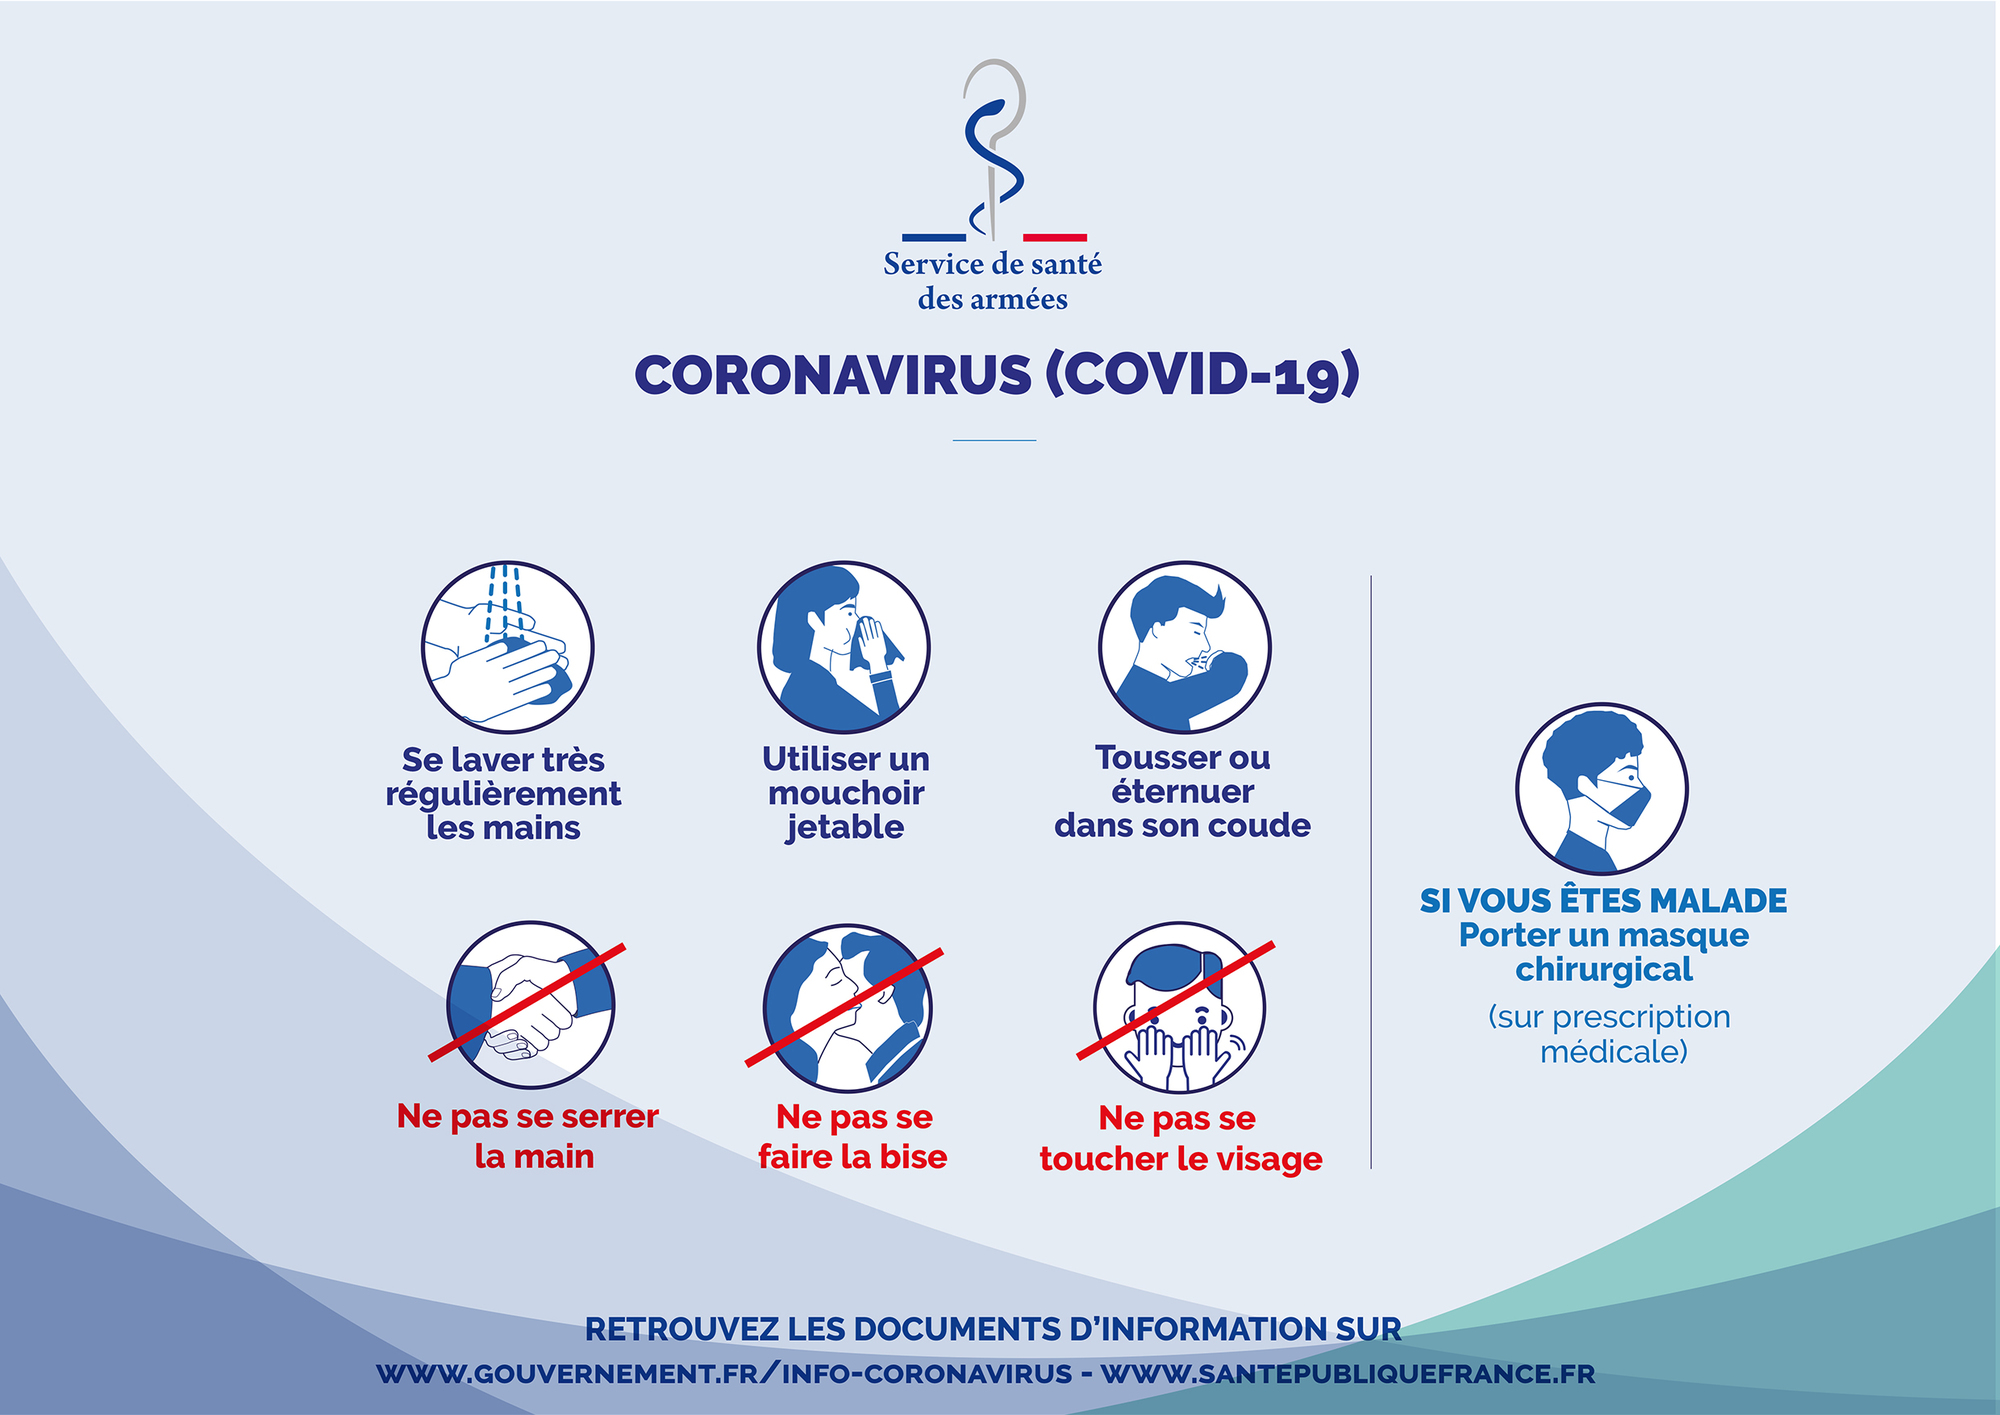 Service de santé
des armées
CORONAVIRUS (COVID-19)
Se laver très
régulièrement
les mains
Utiliser un
mouchoir
jetable
Tousser ou
éternuer
dans son coude
Ne pas se serrer
la main
Ne pas se
faire la bise
Ne pas se
toucher le visage
SI VOUS ÊTES MALADE
Porter un masque
chirurgical
(sur prescription
médicale)
RETROUVEZ LES DOCUMENTS D'INFORMATION SUR
WWW.GOUVERNEMENT.FR/INFO-CORONAVIRUS - WWW.SANTEPUBLIQUEFRANCE.FR